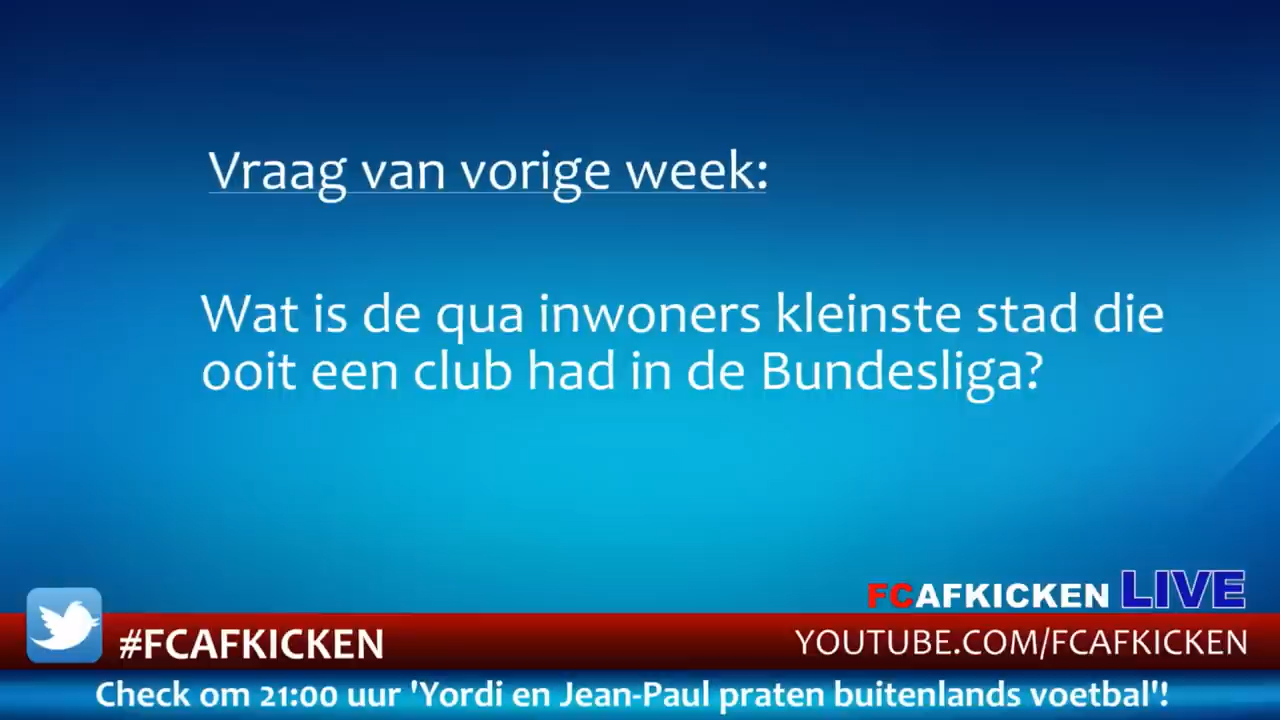 Vraag van vorige week:
Wat is de qua inwoners kleinste stad die
ooit een club had in de Bundesliga?
FCAFKICKEN LIVE
#FCAFKICKEN
YOUTUBE.COM/FCAFKICKEN
Check om 21:00 uur 'Yordi en Jean-Paul praten buitenlands voetbal'!